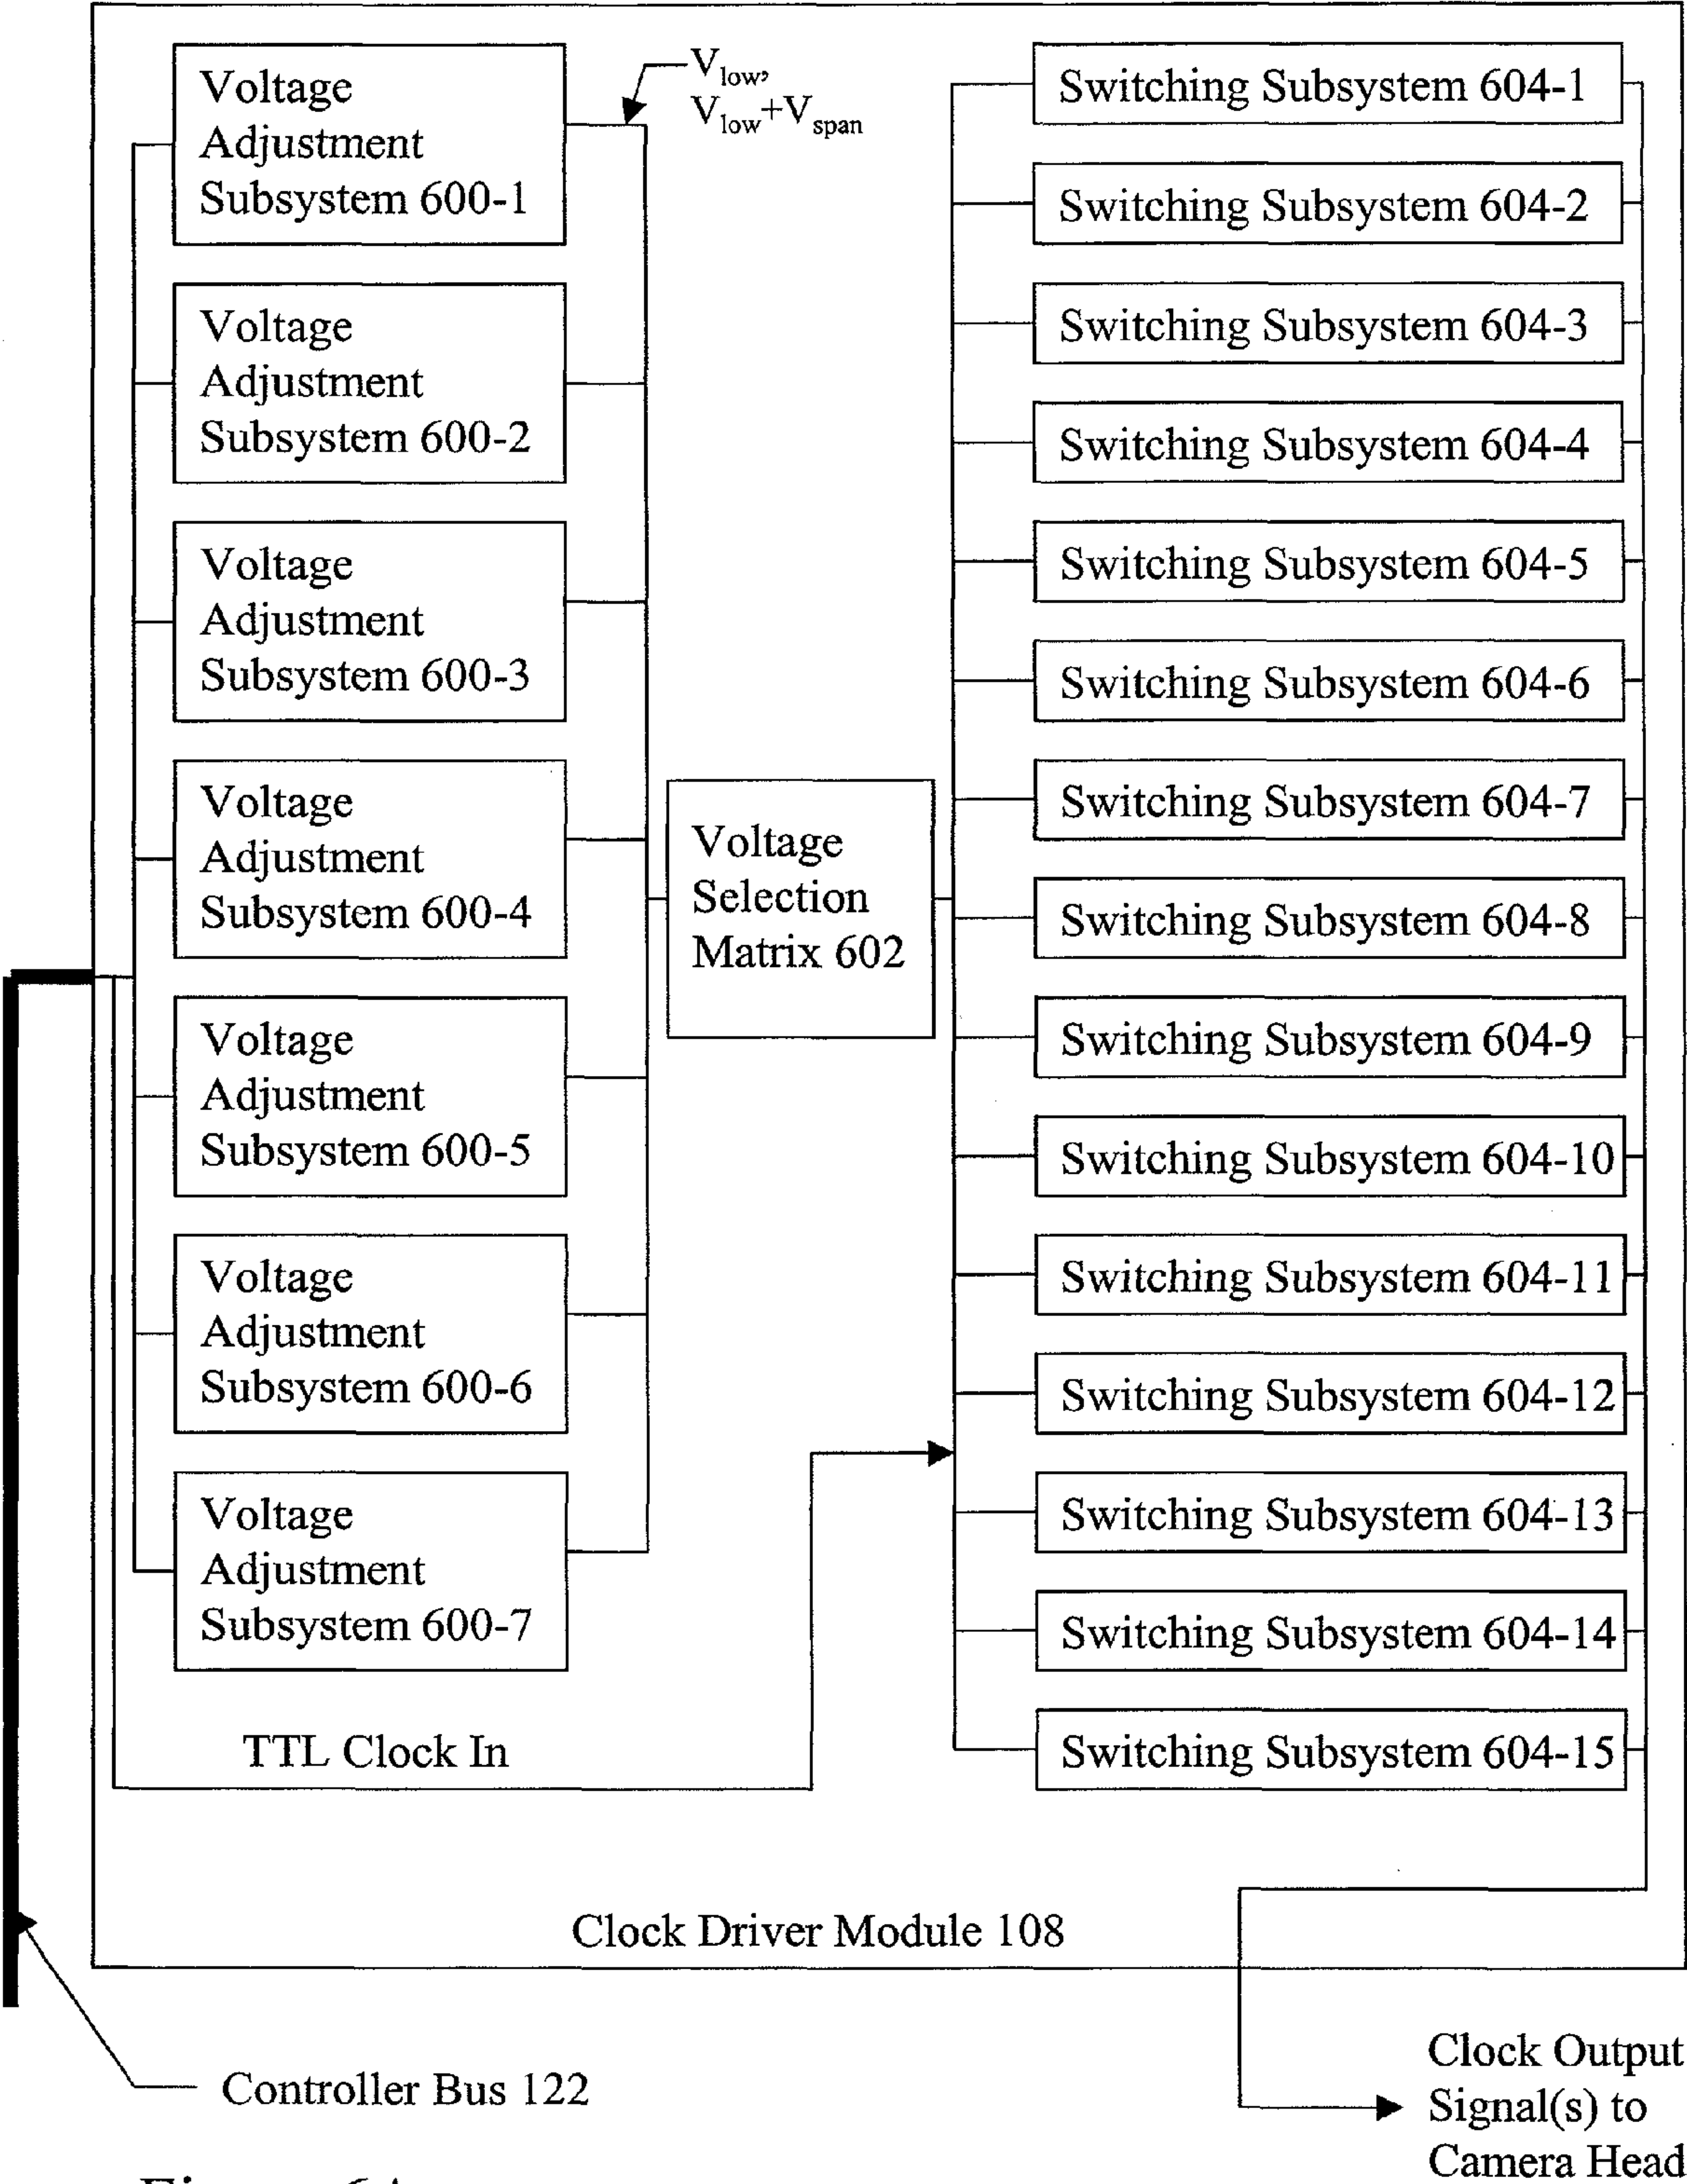 Voltage
Adjustment
Subsystem 600-1
V low,
V low+V span
Voltage
Adjustment
Subsystem 600-2
Voltage
Adjustment
Subsystem 600-3
Voltage
Adjustment
Subsystem 600-4
Voltage
Adjustment
Subsystem 600-5
Voltage
Adjustment
Subsystem 600-6
Voltage
Adjustment
Subsystem 600-7
TTL Clock In
Voltage
Selection
Matrix 602
Switching Subsystem 604-1
Switching Subsystem 604-2
Switching Subsystem 604-3
Switching Subsystem 604-4
Switching Subsystem 604-5
Switching Subsystem 604-6
Switching Subsystem 604-7
Switching Subsystem 604-8
Switching Subsystem 604-9
Switching Subsystem 604-10
Switching Subsystem 604-11
Switching Subsystem 604-12
Switching Subsystem 604-13
Switching Subsystem 604-14
Switching Subsystem 604-15
Clock Driver Module 108
Controller Bus 122
Clock Output
Signal(s) to
Camera Head